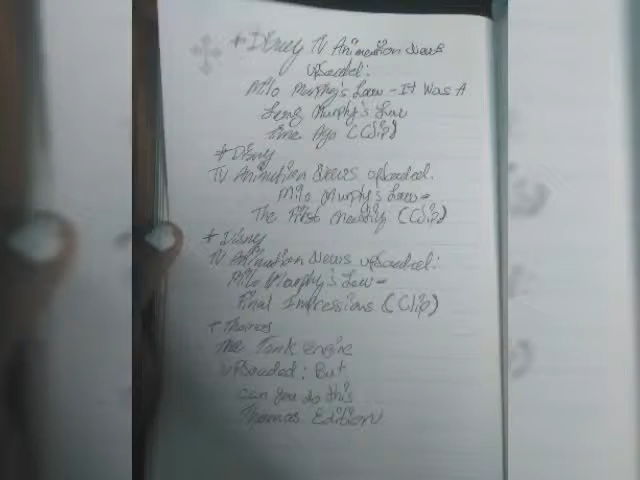 * Disney TV Animation News
uploaded:
Milo Murphy's Law - It Was A
Long Murphy's Law
Time Ago (Clip)
* Disny
TV Animation News uploaded.
Milo Murphy's Law -
The First (Clip)
* Disney
TV Animation News uploaded:
Milo Murphy's Law -
Final Impressions (Clip)
* Thomas
The Tank engine
uploaded: But
can you do this
Thomas Edition